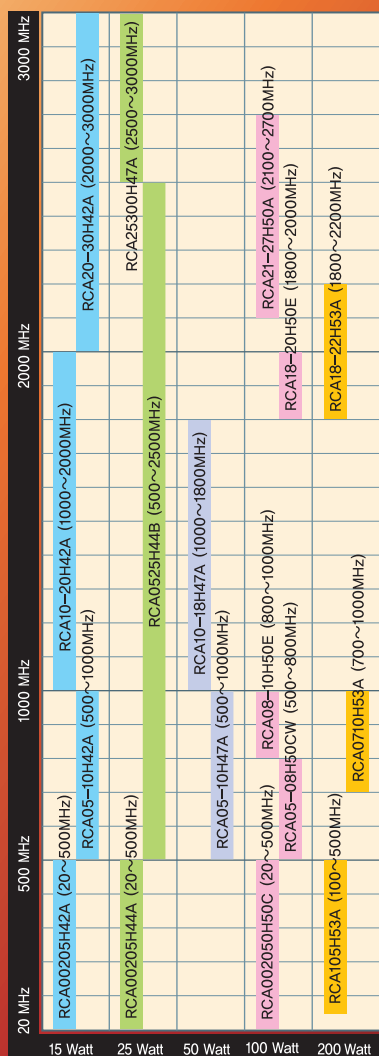 3000 MHz
2000 MHz
1000 MHz
500 MHz
20 MHz
RCA20−30H42A (2000～3000MHz)
RCA10−20H42A (1000～2000MHz)
RCA05−10H42A (500～1000MHz)
RCA00205H42A (20～500MHz)
RCA25300H47A (2500～3000MHz)
RCA0525H44B (500～2500MHz)
RCA00205H44A (20～500MHz)
RCA10−18H47A (1000～1800MHz)
RCA05−10H47A (500～1000MHz)
RCA21−27H50A (2100～2700MHz)
RCA18−20H50E (1800～2000MHz)
RCA08−10H50E (800～1000MHz)
RCA05−08H50CW (500～800MHz)
RCA002050H50C (20～500MHz)
RCA18−22H53A (1800～2200MHz)
RCA0710H53A (700～1000MHz)
RCA105H53A (100～500MHz)
15 Watt
25 Watt
50 Watt
100 Watt
200 Watt